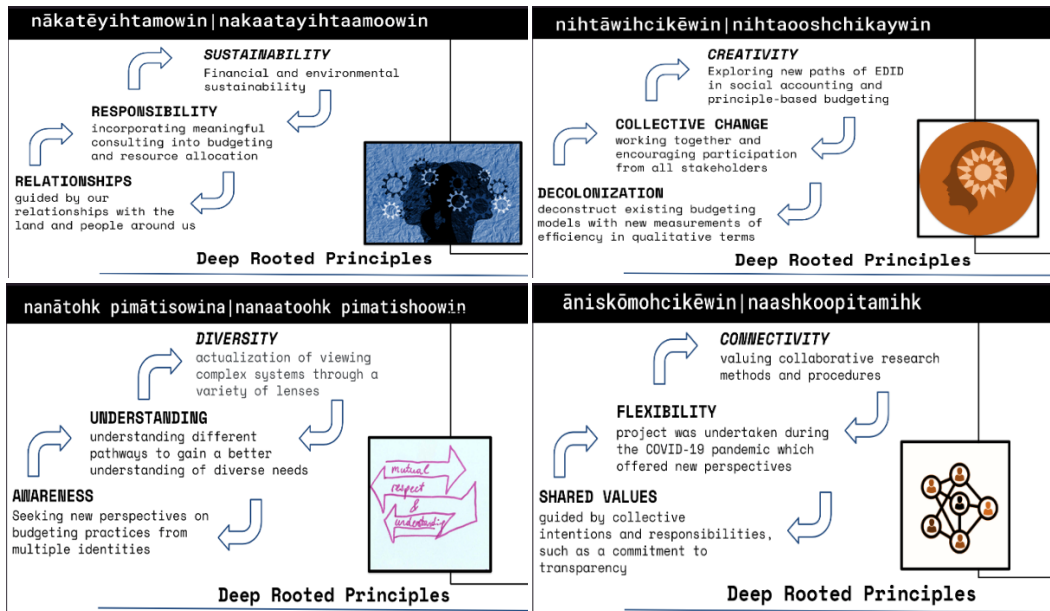 nākatēyihtamowin|nakaatayihtaamoowin
SUSTAINABILITY
Financial and environmental
sustainability
RESPONSIBILITY
incorporating meaningful
consulting into budgeting
and resource allocation
RELATIONSHIPS
guided by our
relationships with the
land and people around us
Deep Rooted Principles
nihtāwihcikēwin|nihtaooshchikaywin
CREATIVITY
Exploring new paths of EDID
in social accounting and
principle-based budgeting
COLLECTIVE CHANGE
working together and
encouraging participation
from all stakeholders
DECOLONIZATION
deconstruct existing budgeting
models with new measurements of
efficiency in qualitative terms
Deep Rooted Principles
nanātohk pimātisowina|nanaatoohk pimatishoowin
DIVERSITY
actualization of viewing
complex systems through a
variety of lenses
UNDERSTANDING
understanding different
pathways to gain a better
understanding of diverse needs
AWARENESS
Seeking new perspectives on
budgeting practices from
multiple identities
mutual
respect
&
understanding
Deep Rooted Principles
āniskōmohcikēwin|naashkoopitamihk
CONNECTIVITY
valuing collaborative research
methods and procedures
FLEXIBILITY
project was undertaken during
the COVID-19 pandemic which
offered new perspectives
SHARED VALUES
guided by collective
intentions and responsibilities,
such as a commitment to
transparency
Deep Rooted Principles